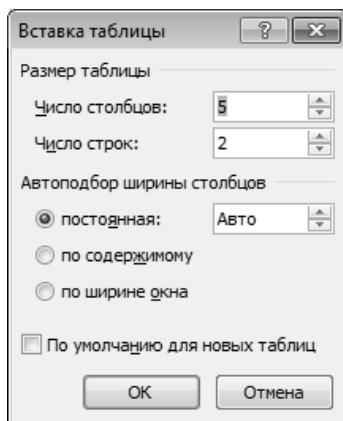 Вставка таблицы
Размер таблицы
Число столбцов: 5
Число строк: 2
Автоподбор ширины столбцов
постоянная: Авто
по содержимому
по ширине окна
По умолчанию для новых таблиц
ОК Отмена